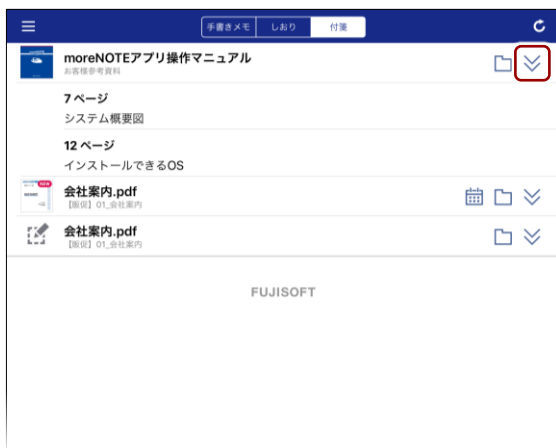 手書きメモ しおり 付箋
moreNOTEアプリ操作マニュアル
お客様参考資料
7 ページ
システム概要図
12 ページ
インストールできるOS
会社案内.pdf
【販促】01_会社案内
会社案内.pdf
【販促】01_会社案内
FUJISOFT